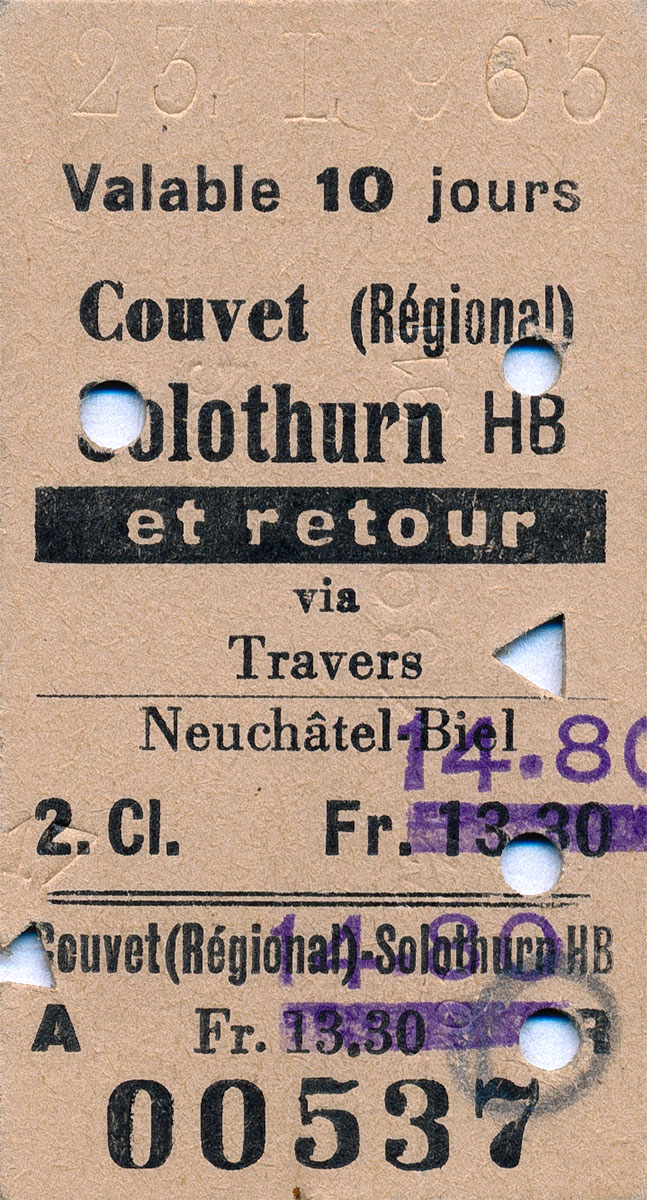 23. I. 963
Valable 10 jours
Couvet (Régional)
Solothurn HB
et retour
via
Travers
Neuchâtel-Biel
14.80
2. Cl. Fr. 13.30
14.80
Couvet (Régional)-Solothurn HB
A Fr. 13.30
00537